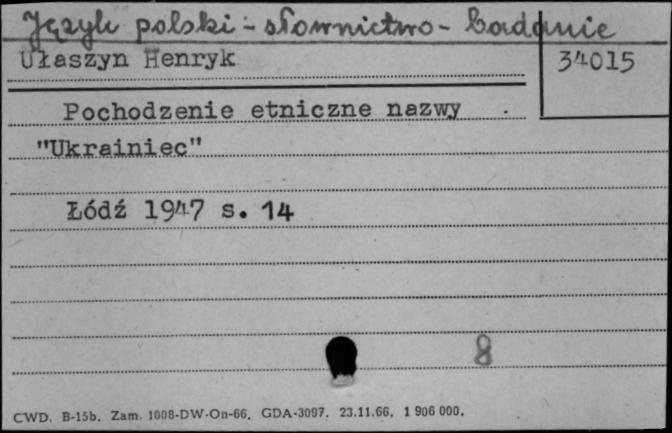 Język polski - słownictwo - badanie
Ułaszyn Henryk
34015
Pochodzenie etniczne nazwy
"Ukrainiec"
Łódź 1947 s. 14
8
CWD. B-15b. Zam. 1008-DW-On-66. GDA-3097. 23.11.66. 1 906 000.